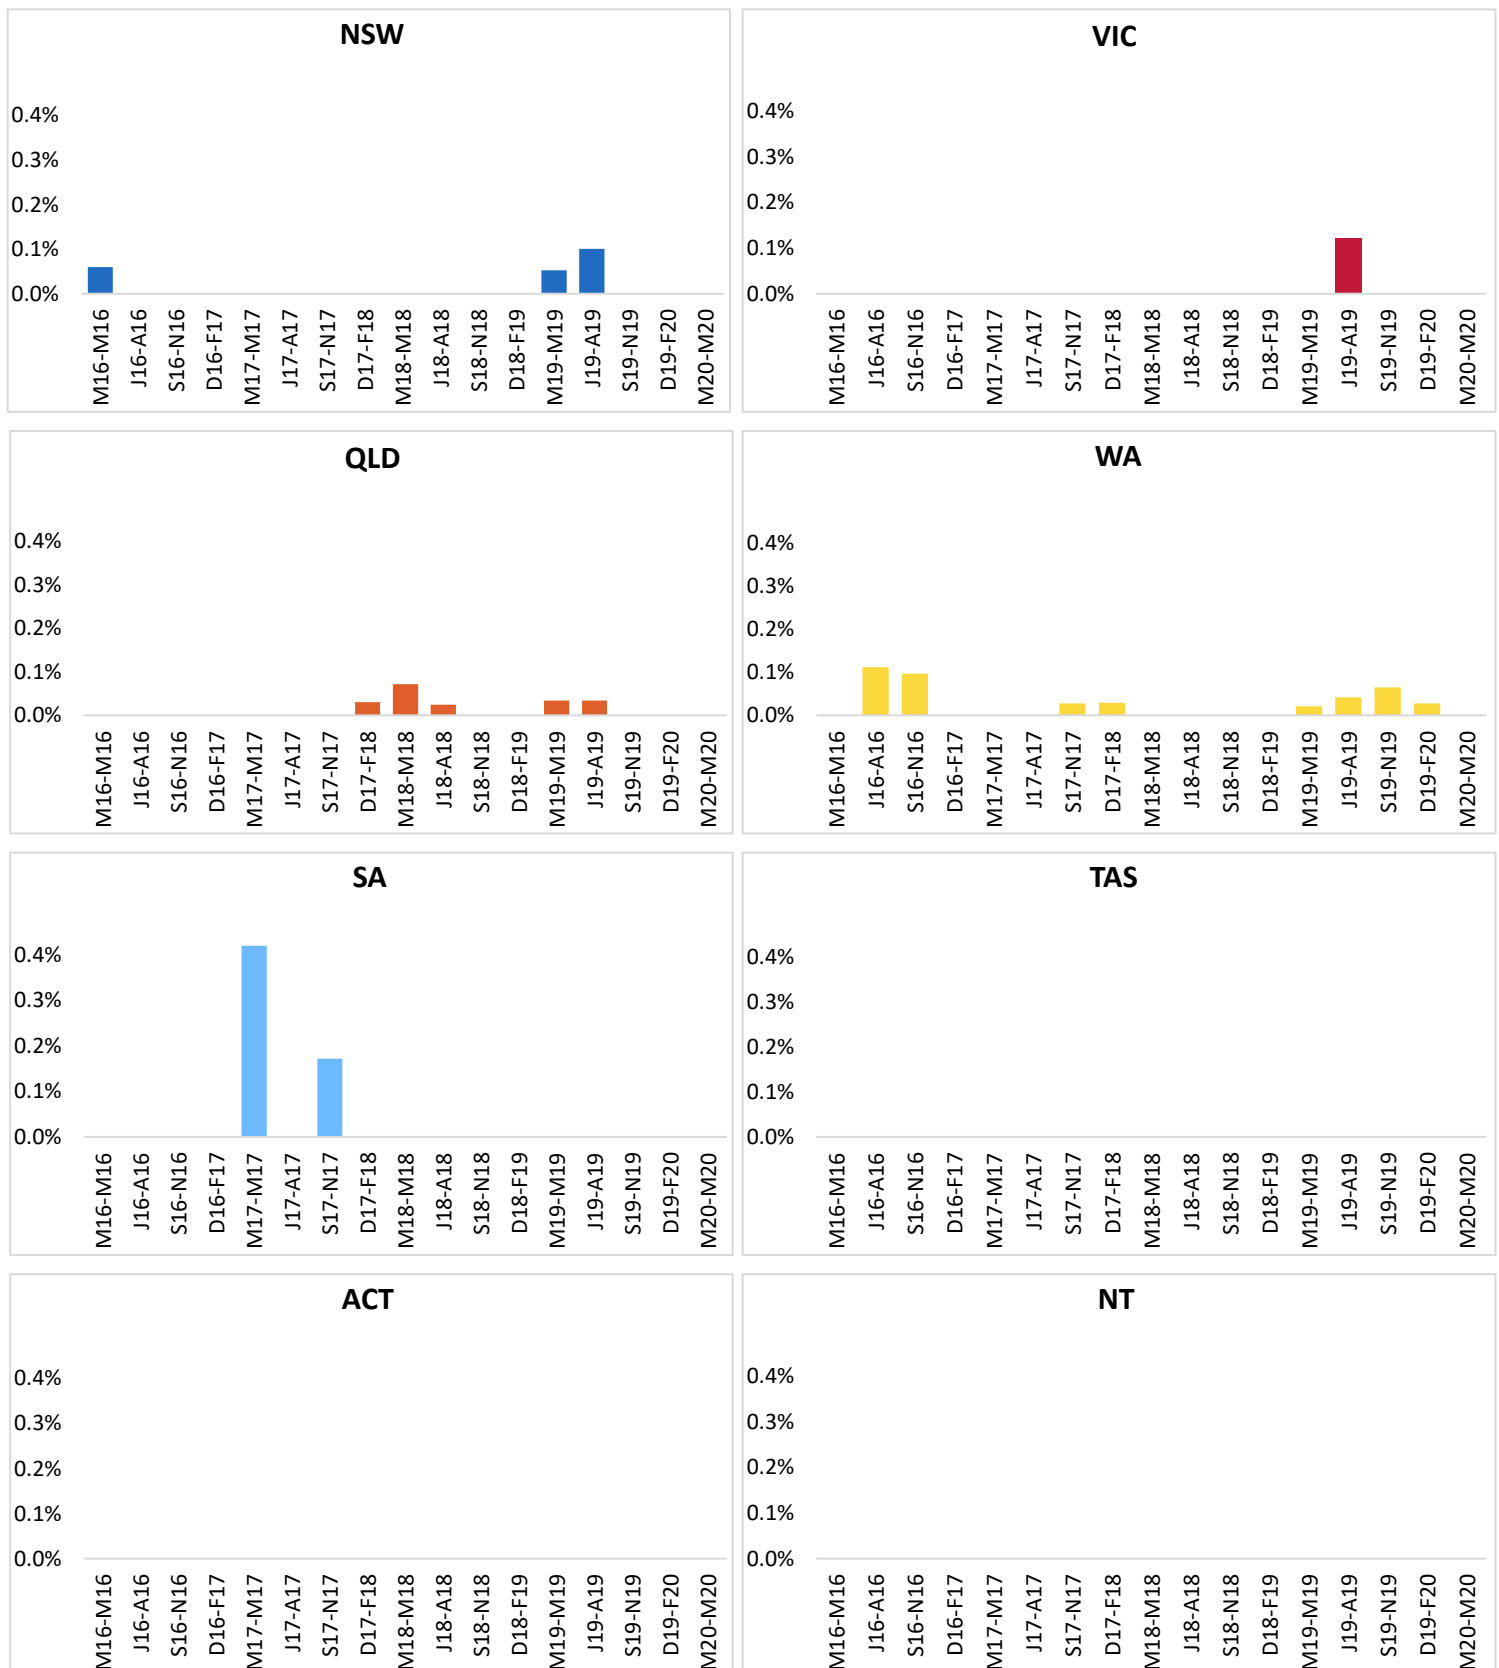 NSW
0.4%
0.3%
0.2%
0.1%
0.0%
M16-M16
J16-A16
S16-N16
D16-F17
M17-M17
J17-A17
S17-N17
D17-F18
M18-M18
J18-A18
S18-N18
D18-F19
M19-M19
J19-A19
S19-N19
D19-F20
M20-M20
VIC
0.4%
0.3%
0.2%
0.1%
0.0%
M16-M16
J16-A16
S16-N16
D16-F17
M17-M17
J17-A17
S17-N17
D17-F18
M18-M18
J18-A18
S18-N18
D18-F19
M19-M19
J19-A19
S19-N19
D19-F20
M20-M20
QLD
0.4%
0.3%
0.2%
0.1%
0.0%
M16-M16
J16-A16
S16-N16
D16-F17
M17-M17
J17-A17
S17-N17
D17-F18
M18-M18
J18-A18
S18-N18
D18-F19
M19-M19
J19-A19
S19-N19
D19-F20
M20-M20
WA
0.4%
0.3%
0.2%
0.1%
0.0%
M16-M16
J16-A16
S16-N16
D16-F17
M17-M17
J17-A17
S17-N17
D17-F18
M18-M18
J18-A18
S18-N18
D18-F19
M19-M19
J19-A19
S19-N19
D19-F20
M20-M20
SA
0.4%
0.3%
0.2%
0.1%
0.0%
M16-M16
J16-A16
S16-N16
D16-F17
M17-M17
J17-A17
S17-N17
D17-F18
M18-M18
J18-A18
S18-N18
D18-F19
M19-M19
J19-A19
S19-N19
D19-F20
M20-M20
TAS
0.4%
0.3%
0.2%
0.1%
0.0%
M16-M16
J16-A16
S16-N16
D16-F17
M17-M17
J17-A17
S17-N17
D17-F18
M18-M18
J18-A18
S18-N18
D18-F19
M19-M19
J19-A19
S19-N19
D19-F20
M20-M20
ACT
0.4%
0.3%
0.2%
0.1%
0.0%
M16-M16
J16-A16
S16-N16
D16-F17
M17-M17
J17-A17
S17-N17
D17-F18
M18-M18
J18-A18
S18-N18
D18-F19
M19-M19
J19-A19
S19-N19
D19-F20
M20-M20
NT
0.4%
0.3%
0.2%
0.1%
0.0%
M16-M16
J16-A16
S16-N16
D16-F17
M17-M17
J17-A17
S17-N17
D17-F18
M18-M18
J18-A18
S18-N18
D18-F19
M19-M19
J19-A19
S19-N19
D19-F20
M20-M20